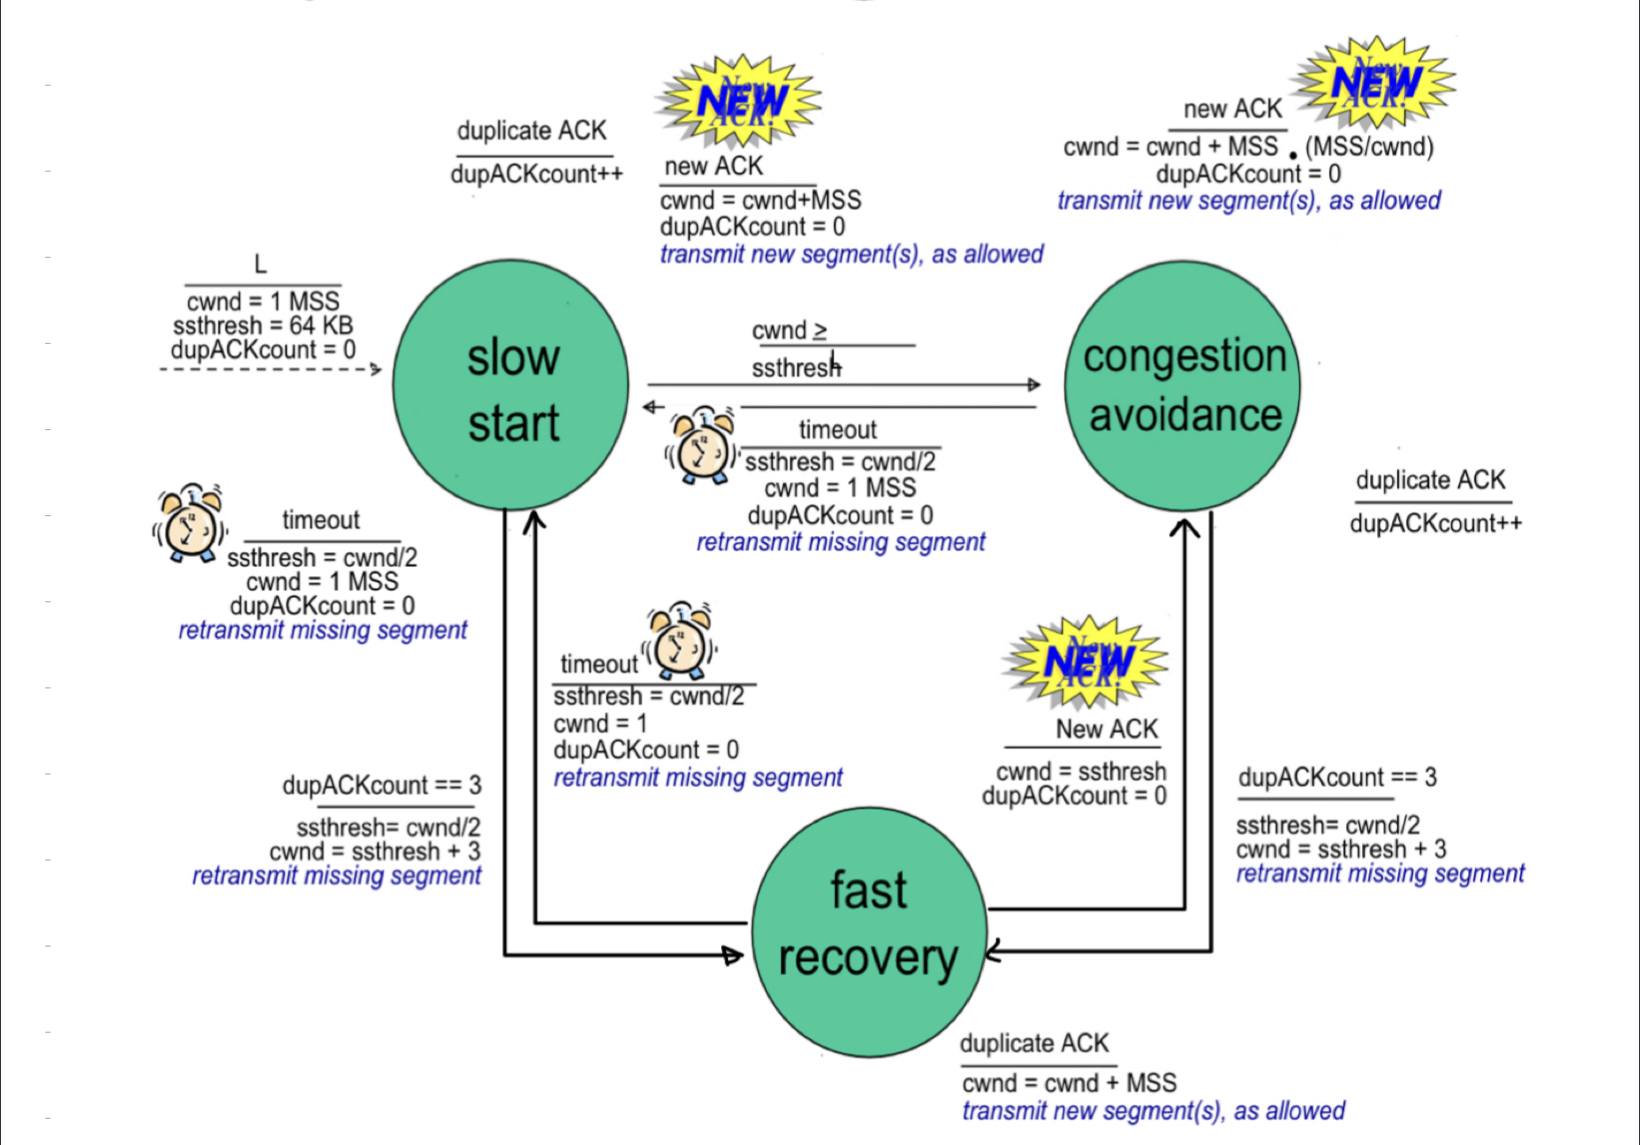 duplicate ACK
dupACKcount++
New
NEW
ACK!
new ACK
cwnd = cwnd+MSS
dupACKcount = 0
transmit new segment(s), as allowed
New
NEW
ACK!
new ACK
cwnd = cwnd + MSS . (MSS/cwnd)
dupACKcount = 0
transmit new segment(s), as allowed
L
cwnd = 1 MSS
ssthresh = 64 KB
dupACKcount = 0
slow
start
cwnd ≥
ssthresh
congestion
avoidance
timeout
ssthresh = cwnd/2
cwnd = 1 MSS
dupACKcount = 0
retransmit missing segment
duplicate ACK
dupACKcount++
timeout
ssthresh = cwnd/2
cwnd = 1 MSS
dupACKcount = 0
retransmit missing segment
timeout
ssthresh = cwnd/2
cwnd = 1
dupACKcount = 0
retransmit missing segment
New
NEW
ACK!
New ACK
cwnd = ssthresh
dupACKcount = 0
dupACKcount == 3
ssthresh= cwnd/2
cwnd = ssthresh + 3
retransmit missing segment
dupACKcount == 3
ssthresh= cwnd/2
cwnd = ssthresh + 3
retransmit missing segment
fast
recovery
duplicate ACK
cwnd = cwnd + MSS
transmit new segment(s), as allowed